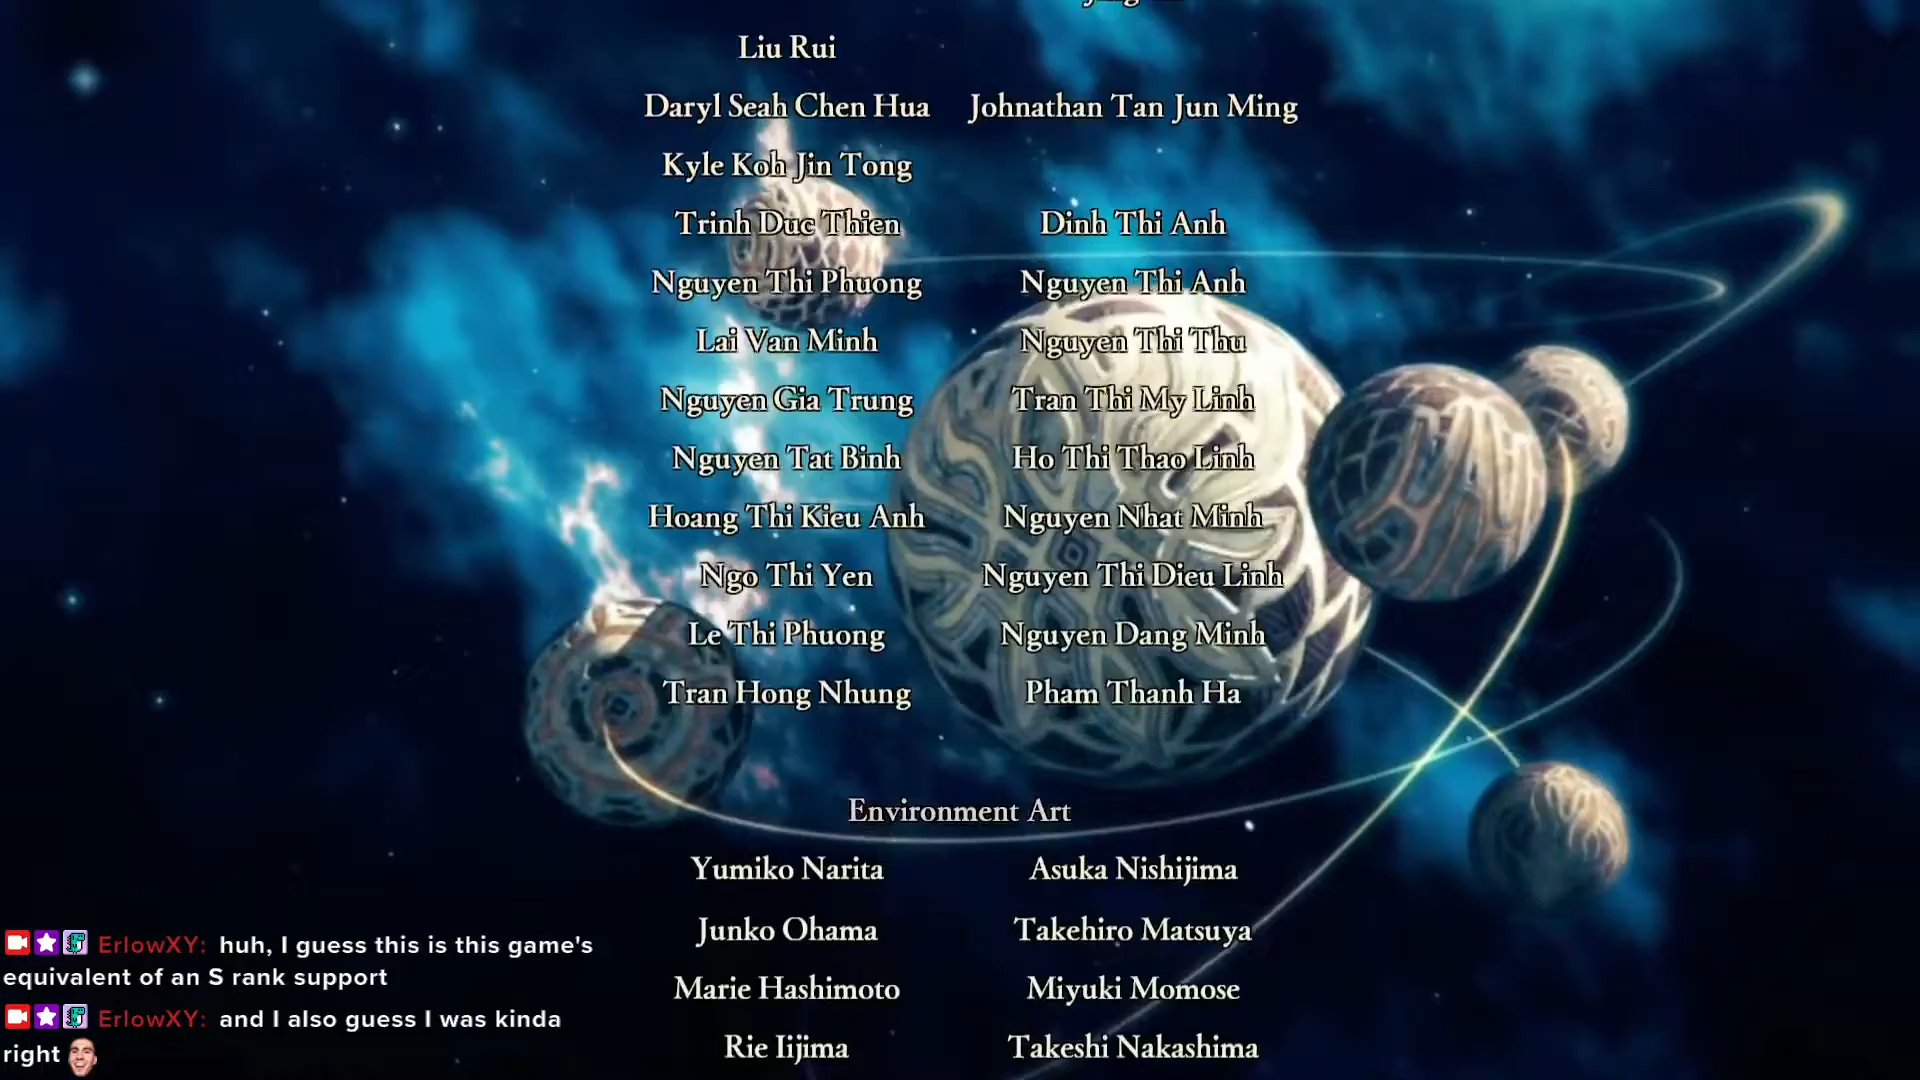 Liu Rui
Daryl Seah Chen Hua Johnathan Tan Jun Ming
Kyle Koh Jin Tong
Trinh Duc Thien Dinh Thi Anh
Nguyen Thi Phuong Nguyen Thi Anh
Lai Van Minh Nguyen Thi Thu
Nguyen Gia Trung Tran Thi My Linh
Nguyen Tat Binh Ho Thi Thao Linh
Hoang Thi Kieu Anh Nguyen Nhat Minh
Ngo Thi Yen Nguyen Thi Dieu Linh
Le Thi Phuong Nguyen Dang Minh
Tran Hong Nhung Pham Thanh Ha
Environment Art
Yumiko Narita Asuka Nishijima
Junko Ohama Takehiro Matsuya
Marie Hashimoto Miyuki Momose
Rie Iijima Takeshi Nakashima
ErlowXY: huh, I guess this is this game's
equivalent of an S rank support
ErlowXY: and I also guess I was kinda
right